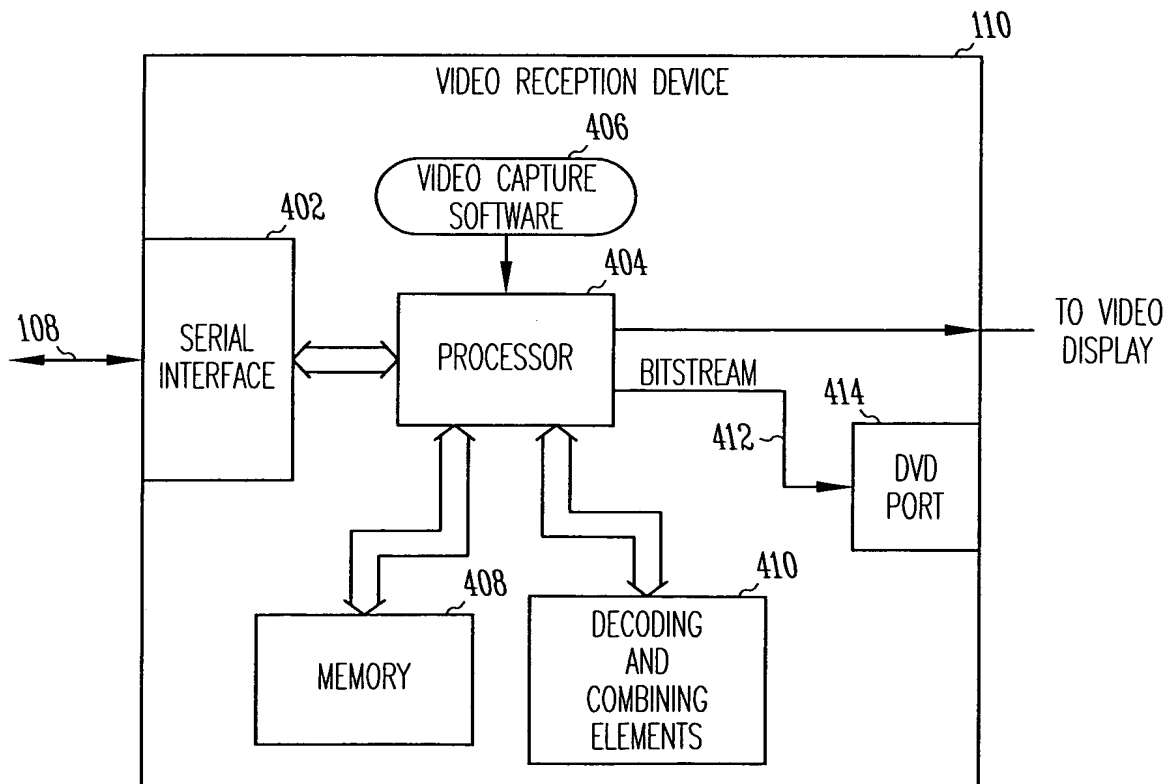 110
VIDEO RECEPTION DEVICE
406
VIDEO CAPTURE
SOFTWARE
402
404
108
SERIAL
INTERFACE
PROCESSOR
TO VIDEO
DISPLAY
BITSTREAM
414
412
DVD
PORT
408
410
MEMORY
DECODING
AND
COMBINING
ELEMENTS